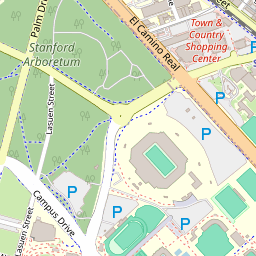 Palm Dr
El Camino Real
Town &
Country
Shopping
Center
Stanford
Arboretum
Lasuen Street
P
P
P
P
P
Campus Drive
Lasuen Street